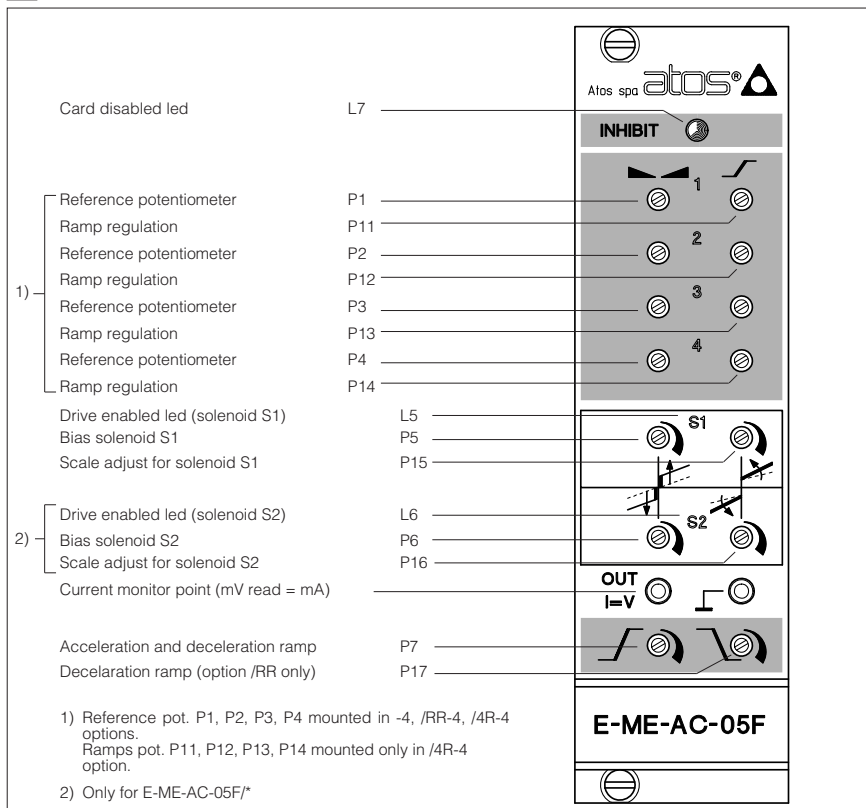 Atos spa atos®
Card disabled led L7
INHIBIT
1
Reference potentiometer P1
Ramp regulation P11
2
Reference potentiometer P2
Ramp regulation P12
1)
3
Reference potentiometer P3
Ramp regulation P13
4
Reference potentiometer P4
Ramp regulation P14
Drive enabled led (solenoid S1) L5
S1
Bias solenoid S1 P5
Scale adjust for solenoid S1 P15
Drive enabled led (solenoid S2) L6
S2
2)
Bias solenoid S2 P6
Scale adjust for solenoid S2 P16
OUT
Current monitor point (mV read = mA)
I=V
Acceleration and deceleration ramp P7
Decelaration ramp (option /RR only) P17
1) Reference pot. P1, P2, P3, P4 mounted in -4, /RR-4, /4R-4
options.
Ramps pot. P11, P12, P13, P14 mounted only in /4R-4
option.
E-ME-AC-05F
2) Only for E-ME-AC-05F/*